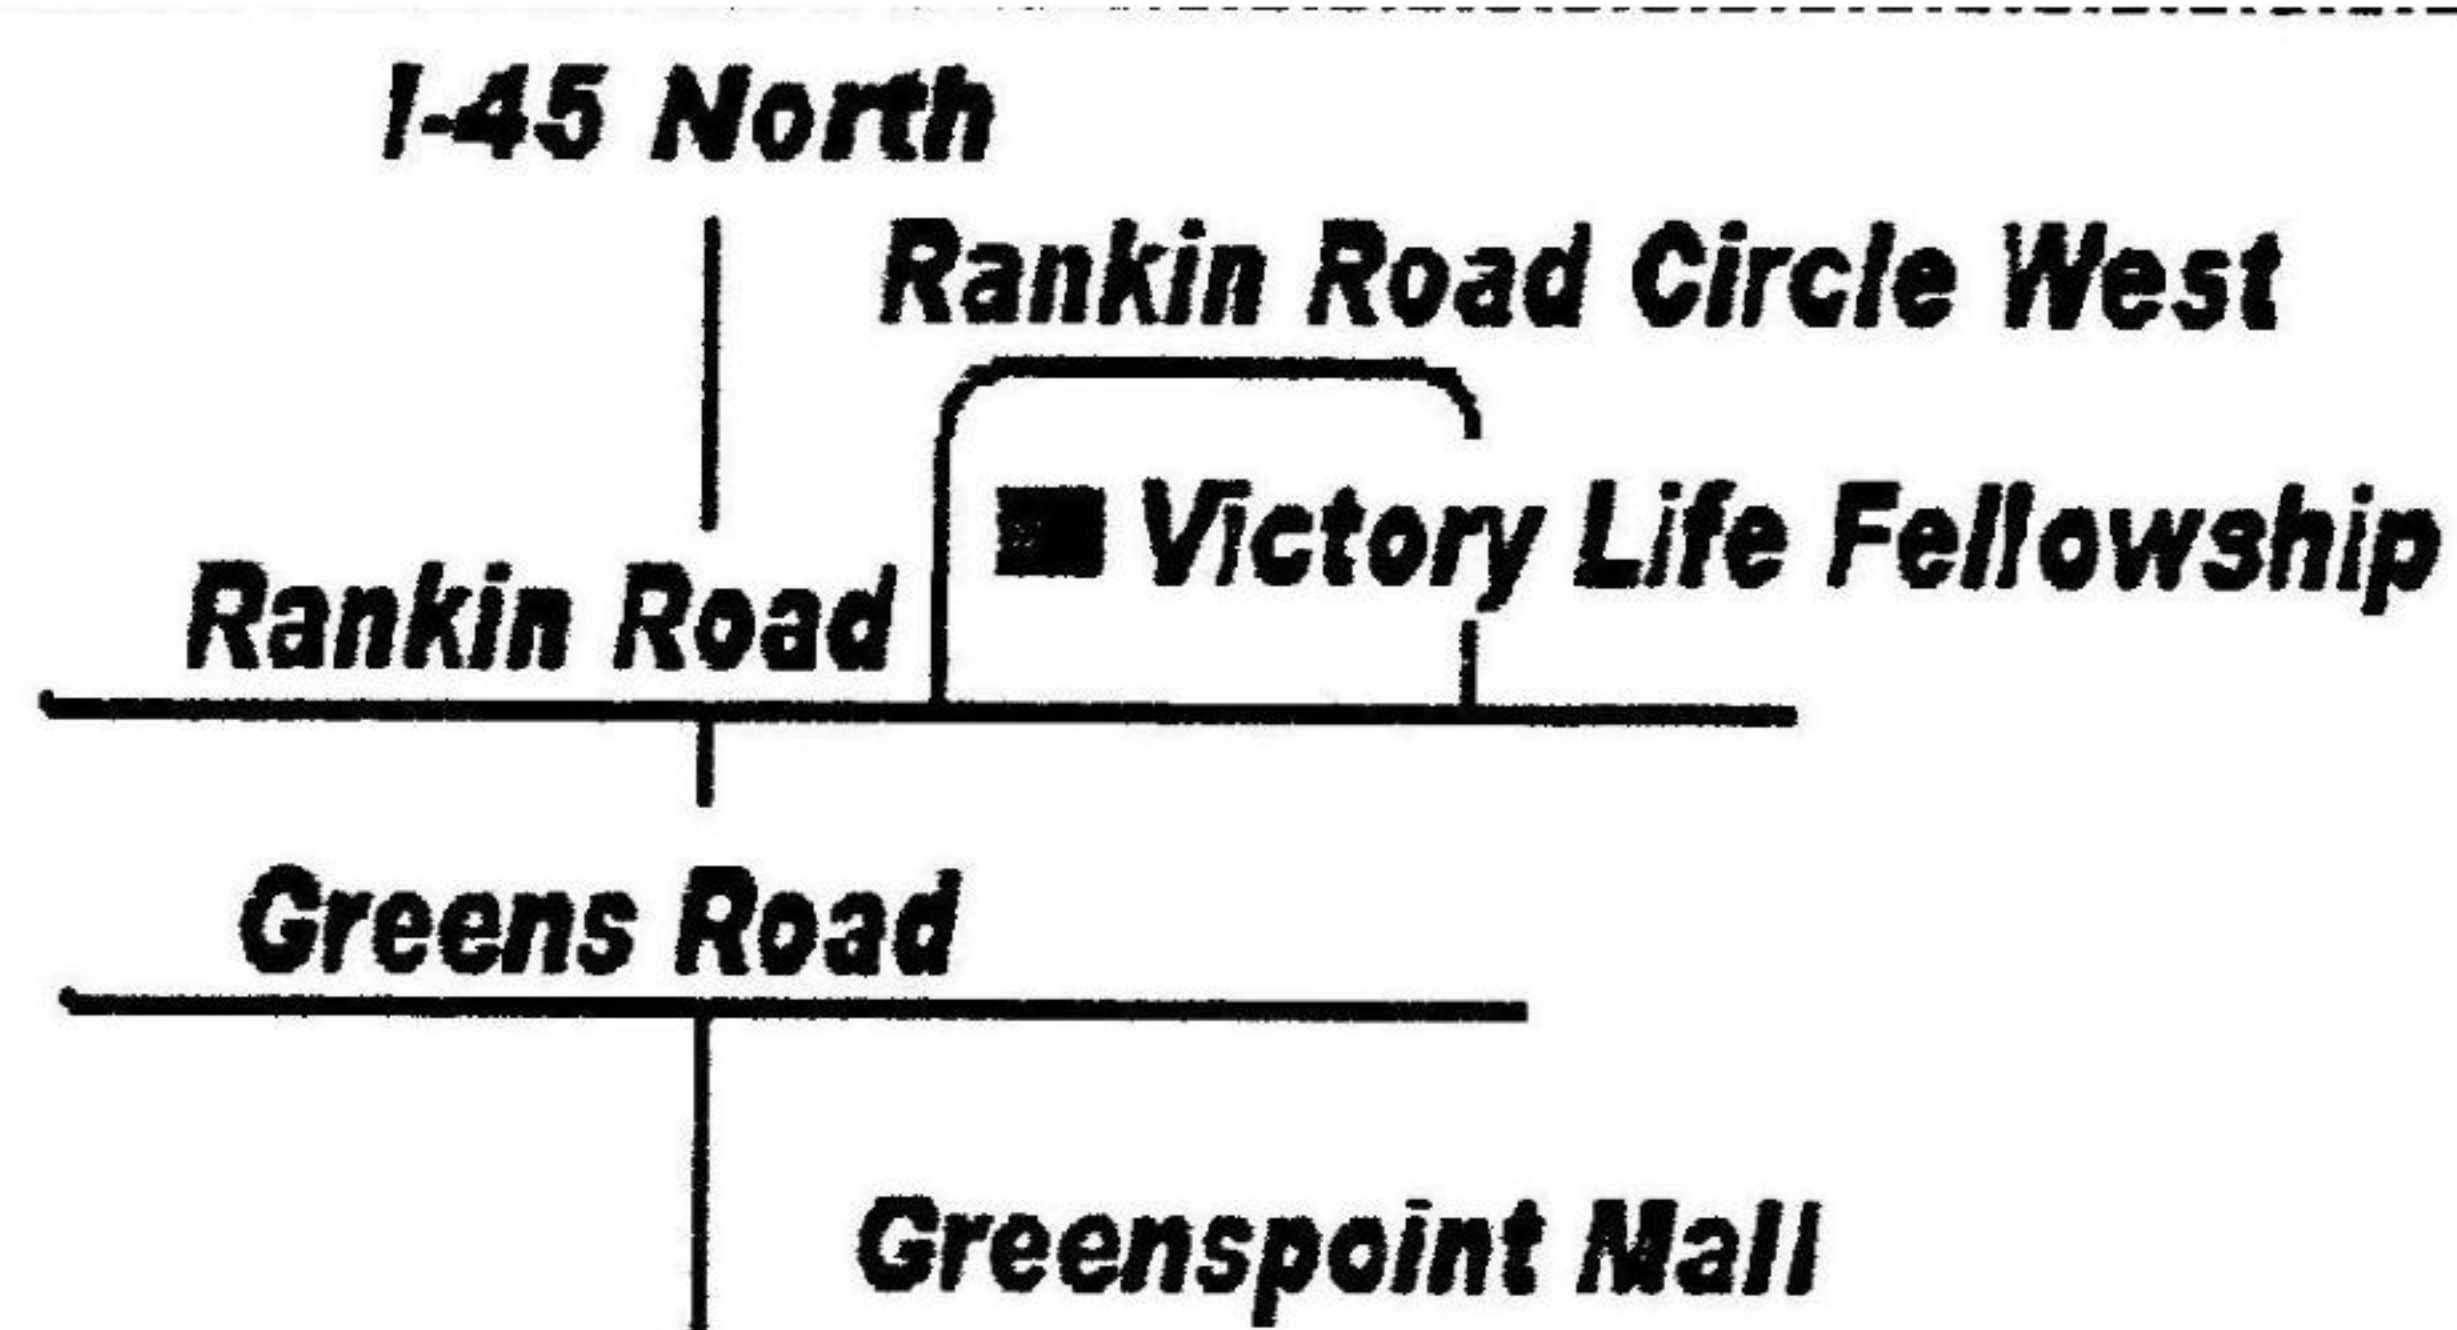 I-45 North
Rankin Road Circle West
Victory Life Fellowship
Rankin Road
Greens Road
Greenspoint Mall